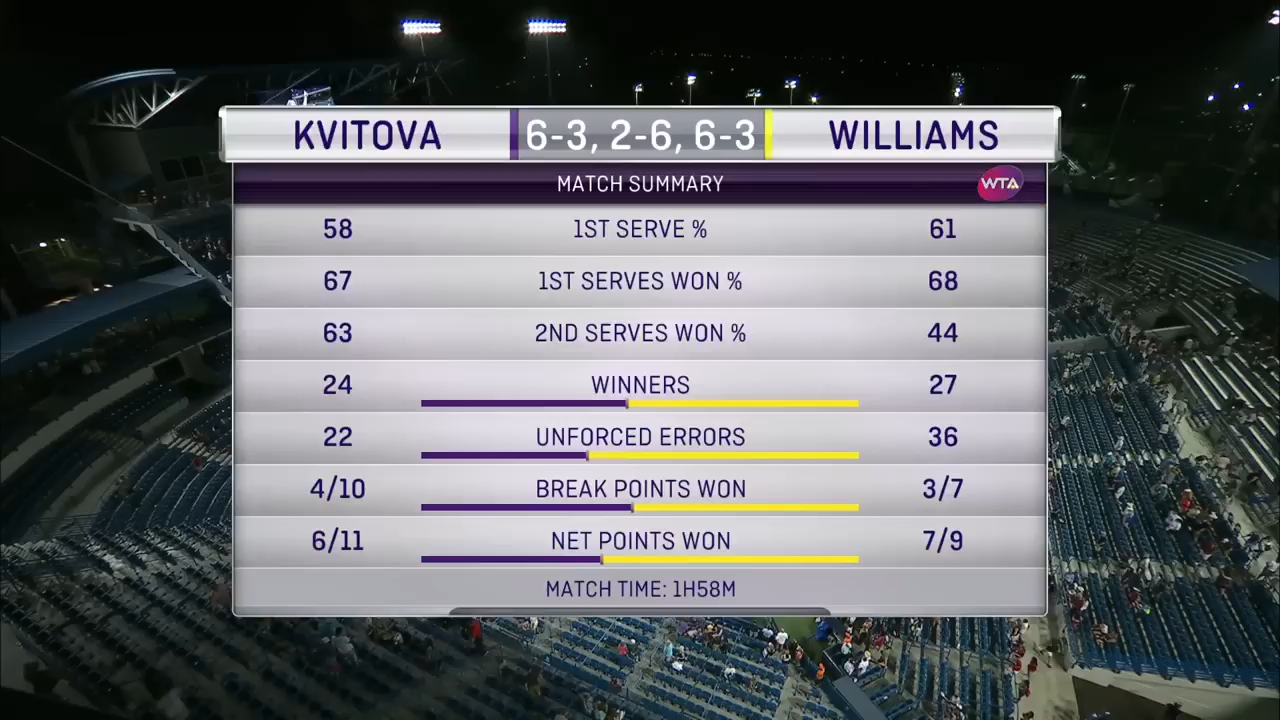 KVITOVA 6-3, 2-6, 6-3 WILLIAMS
MATCH SUMMARY WTA
58 1ST SERVE % 61
67 1ST SERVES WON % 68
63 2ND SERVES WON % 44
24 WINNERS 27
22 UNFORCED ERRORS 36
4/10 BREAK POINTS WON 3/7
6/11 NET POINTS WON 7/9
MATCH TIME: 1H58M